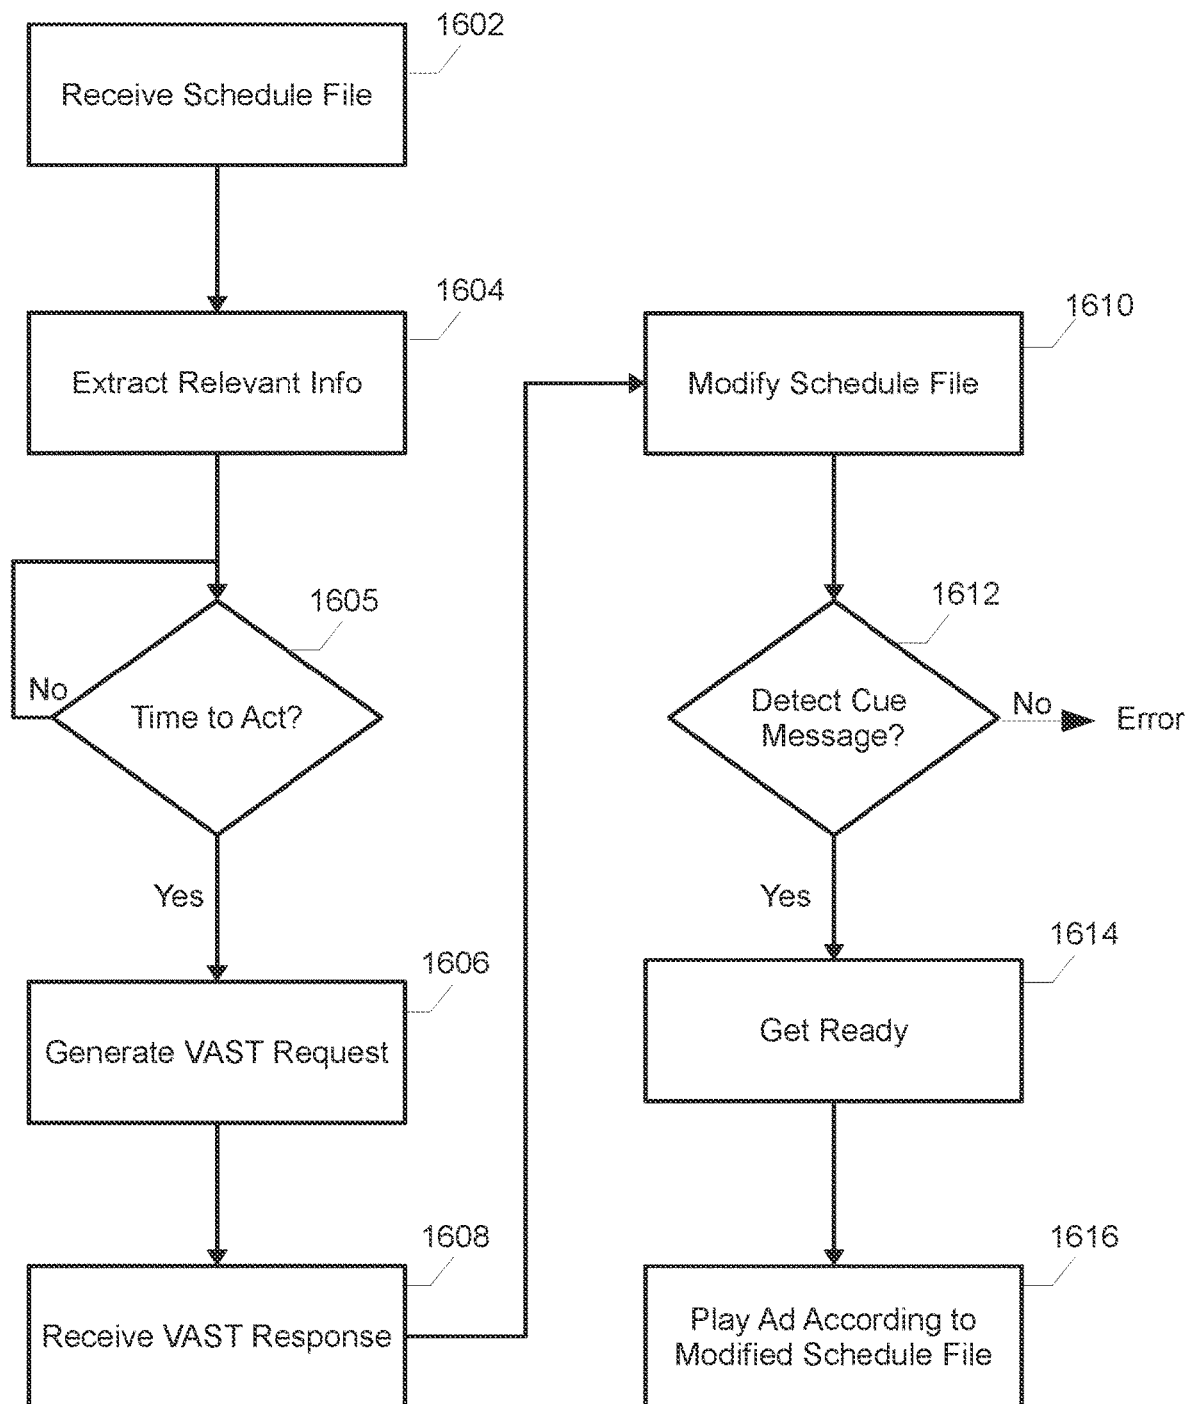 1602
Receive Schedule File
1604
Extract Relevant Info
1605
No
Time to Act?
Yes
1606
Generate VAST Request
1608
Receive VAST Response
1610
Modify Schedule File
1612
Detect Cue
Message?
No
Error
Yes
1614
Get Ready
1616
Play Ad According to
Modified Schedule File